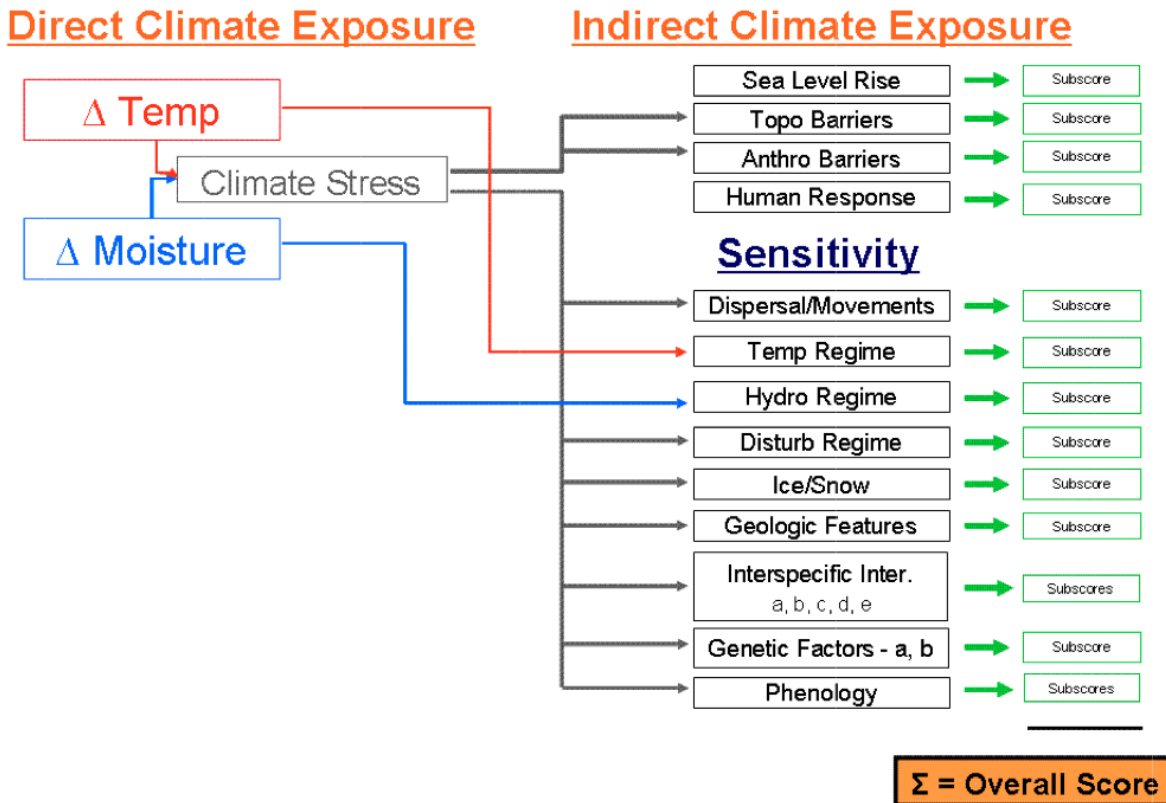 Direct Climate Exposure
Indirect Climate Exposure
Δ Temp
Climate Stress
Δ Moisture
Sea Level Rise
Subscore
Topo Barriers
Subscore
Anthro Barriers
Subscore
Human Response
Subscore
Sensitivity
Dispersal/Movements
Subscore
Temp Regime
Subscore
Hydro Regime
Subscore
Disturb Regime
Subscore
Ice/Snow
Subscore
Geologic Features
Subscore
Interspecific Inter.
a, b, c, d, e
Subscores
Genetic Factors - a, b
Subscore
Phenology
Subscores
Σ = Overall Score